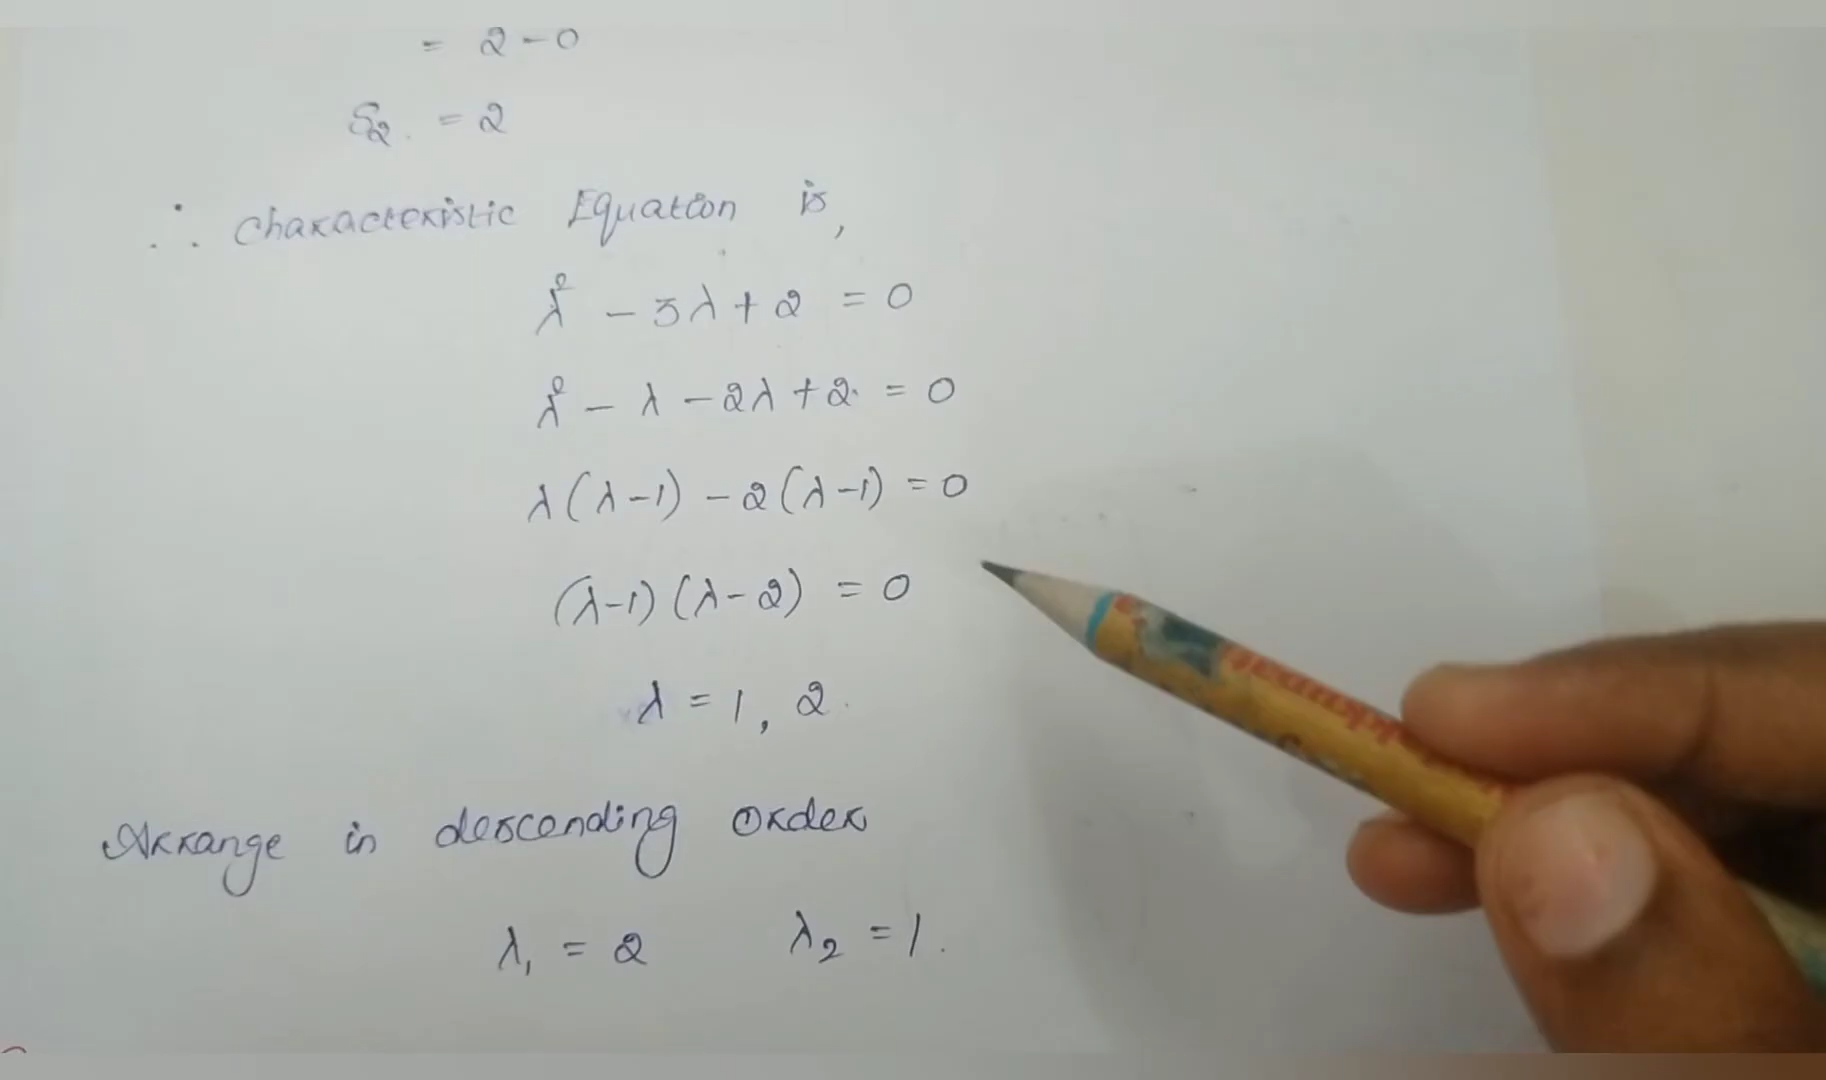 = 2 - 0
S₂ = 2
∴ Characteristic Equation is,
λ² - 3λ + 2 = 0
λ² - λ - 2λ + 2 = 0
λ(λ-1) - 2(λ-1) = 0
(λ-1)(λ-2) = 0
λ = 1, 2.
Arrange in descending Order
λ₁ = 2 λ₂ = 1.